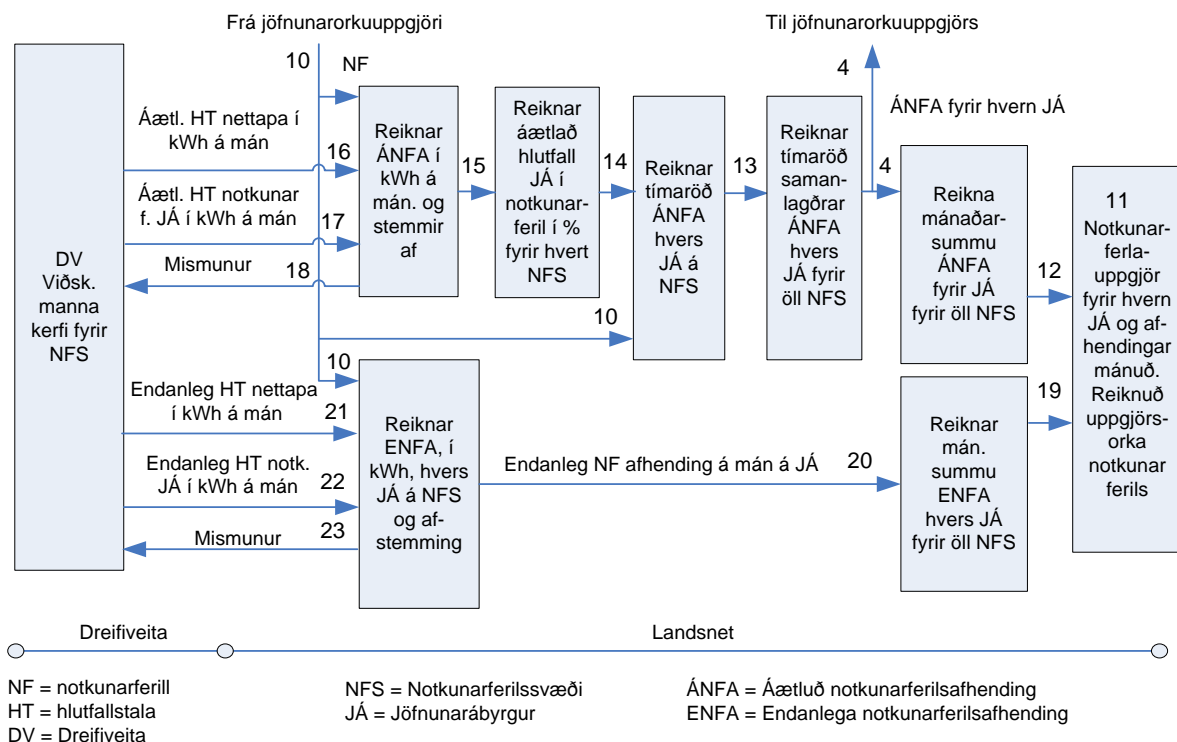 Frá jöfnunarorkuuppgjöri
Til jöfnunarorkuuppgjörs
10
NF
4
ÁNFA fyrir hvern JÁ
DV
Viðsk.
manna
kerfi fyrir
NFS
Áætl. HT nettapa í
kWh á mán
16
Áætl. HT notkunar
f. JÁ í kWh á mán
17
Mismunur
18
Reiknar
ÁNFA í
kWh á
mán. og
stemmir
af
15
Reiknar
áætlað
hlutfall
JÁ í
notkunar-
feril í %
fyrir hvert
NFS
14
10
Reiknar
tímaröð
ÁNFA
hvers
JÁ á
NFS
13
Reiknar
tímaröð
saman-
lagðrar
ÁNFA
hvers
JÁ fyrir
öll NFS
4
Reikna
mánaðar-
summu
ÁNFA
fyrir JÁ
fyrir öll NFS
12
11
Notkunar-
ferla-
uppgjör
fyrir hvern
JÁ og af-
hendingar
mánuð.
Reiknuð
uppgjörs-
orka
notkunar
ferils
10
Endanleg HT nettapa
í kWh á mán
21
Endanleg HT notk.
JÁ í kWh á mán
22
Mismunur
23
Reiknar
ENFA, í
kWh, hvers
JÁ á NFS
og af-
stemming
Endanleg NF afhending á mán á JÁ
20
Reiknar
mán.
summu
ENFA
hvers JÁ
fyrir öll NFS
19
Dreifiveita
Landsnet
NF = notkunarferill
HT = hlutfallstala
DV = Dreifiveita
NFS = Notkunarferilssvæði
JÁ = Jöfnunarábyrgur
ÁNFA = Áætluð notkunarferilsafhending
ENFA = Endanlega notkunarferilsafhending